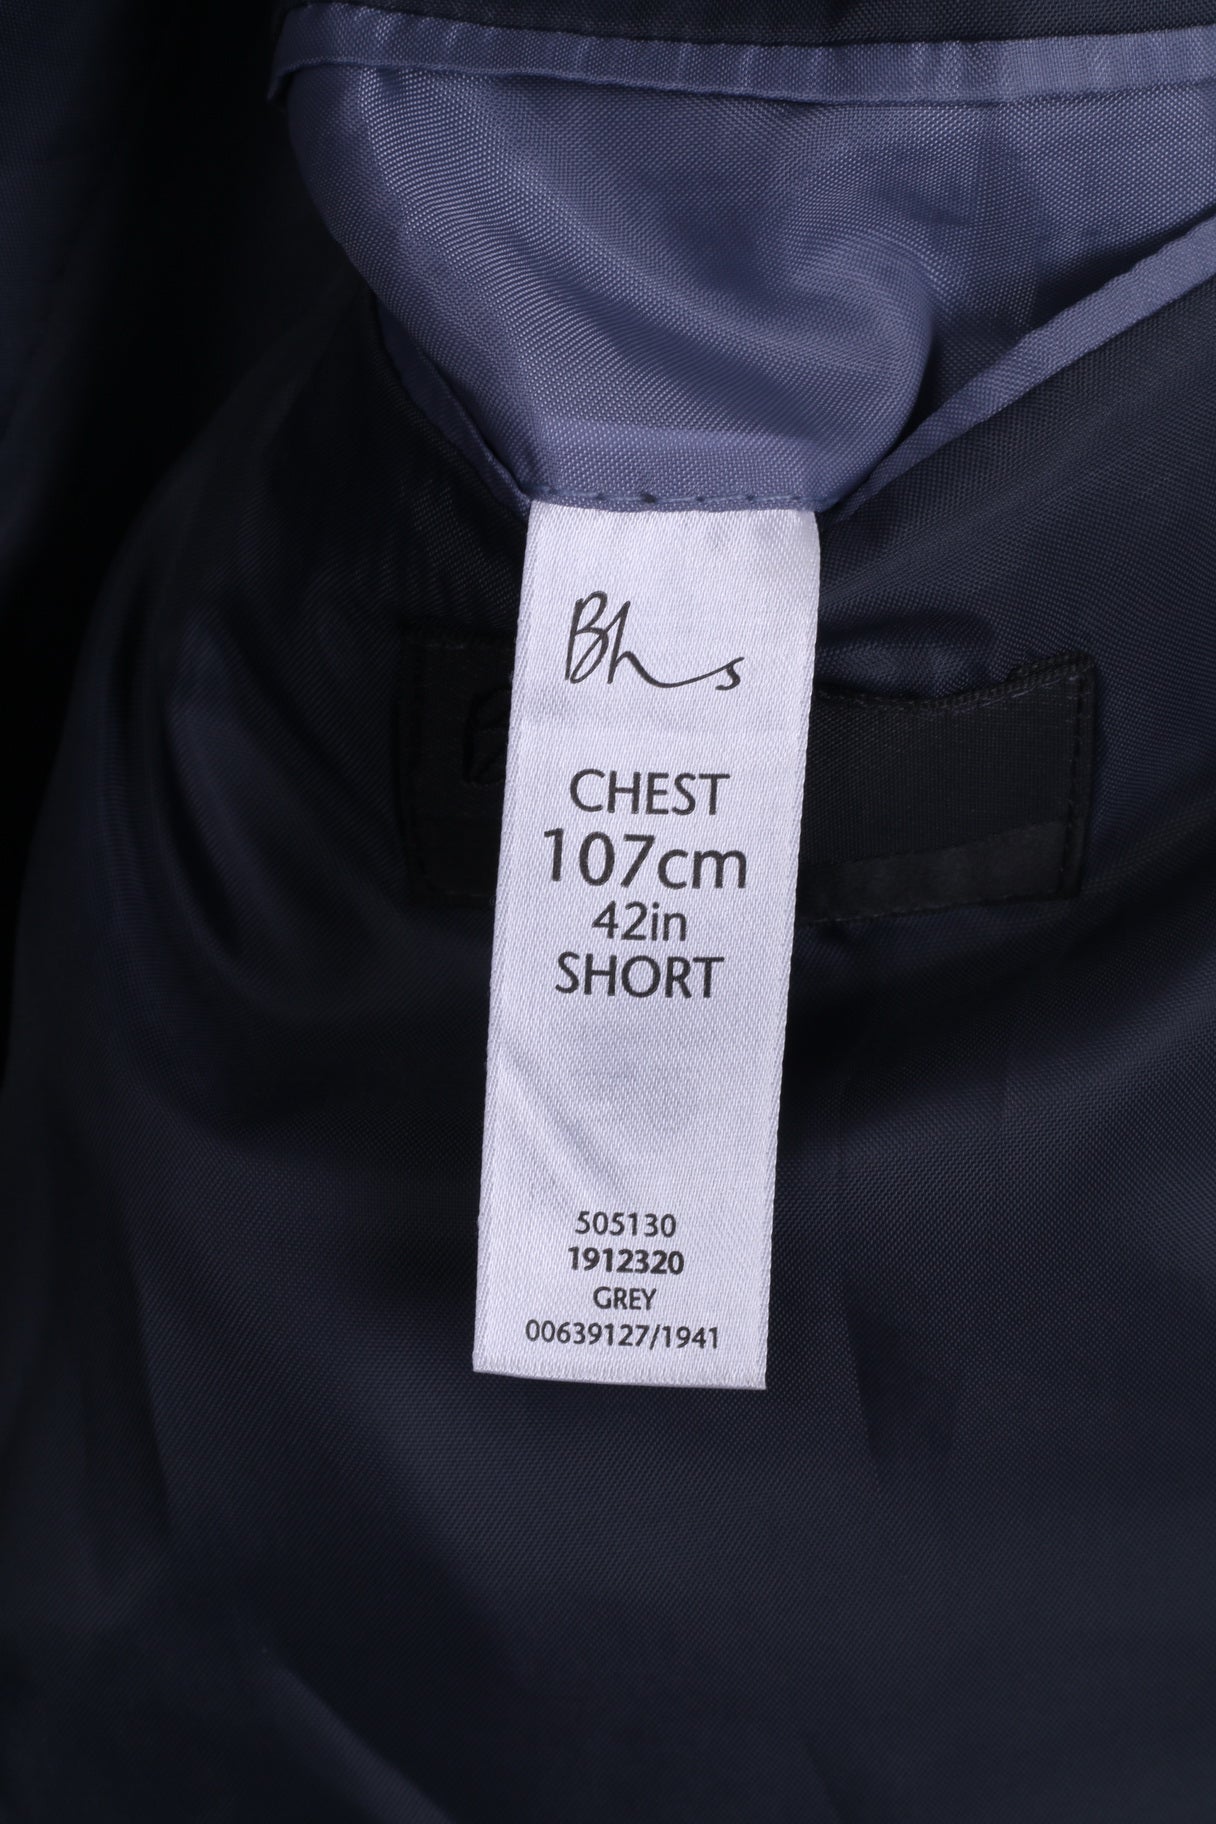 Bhs
CHEST
107cm
42in
SHORT
505130
1912320
GREY
00639127/1941